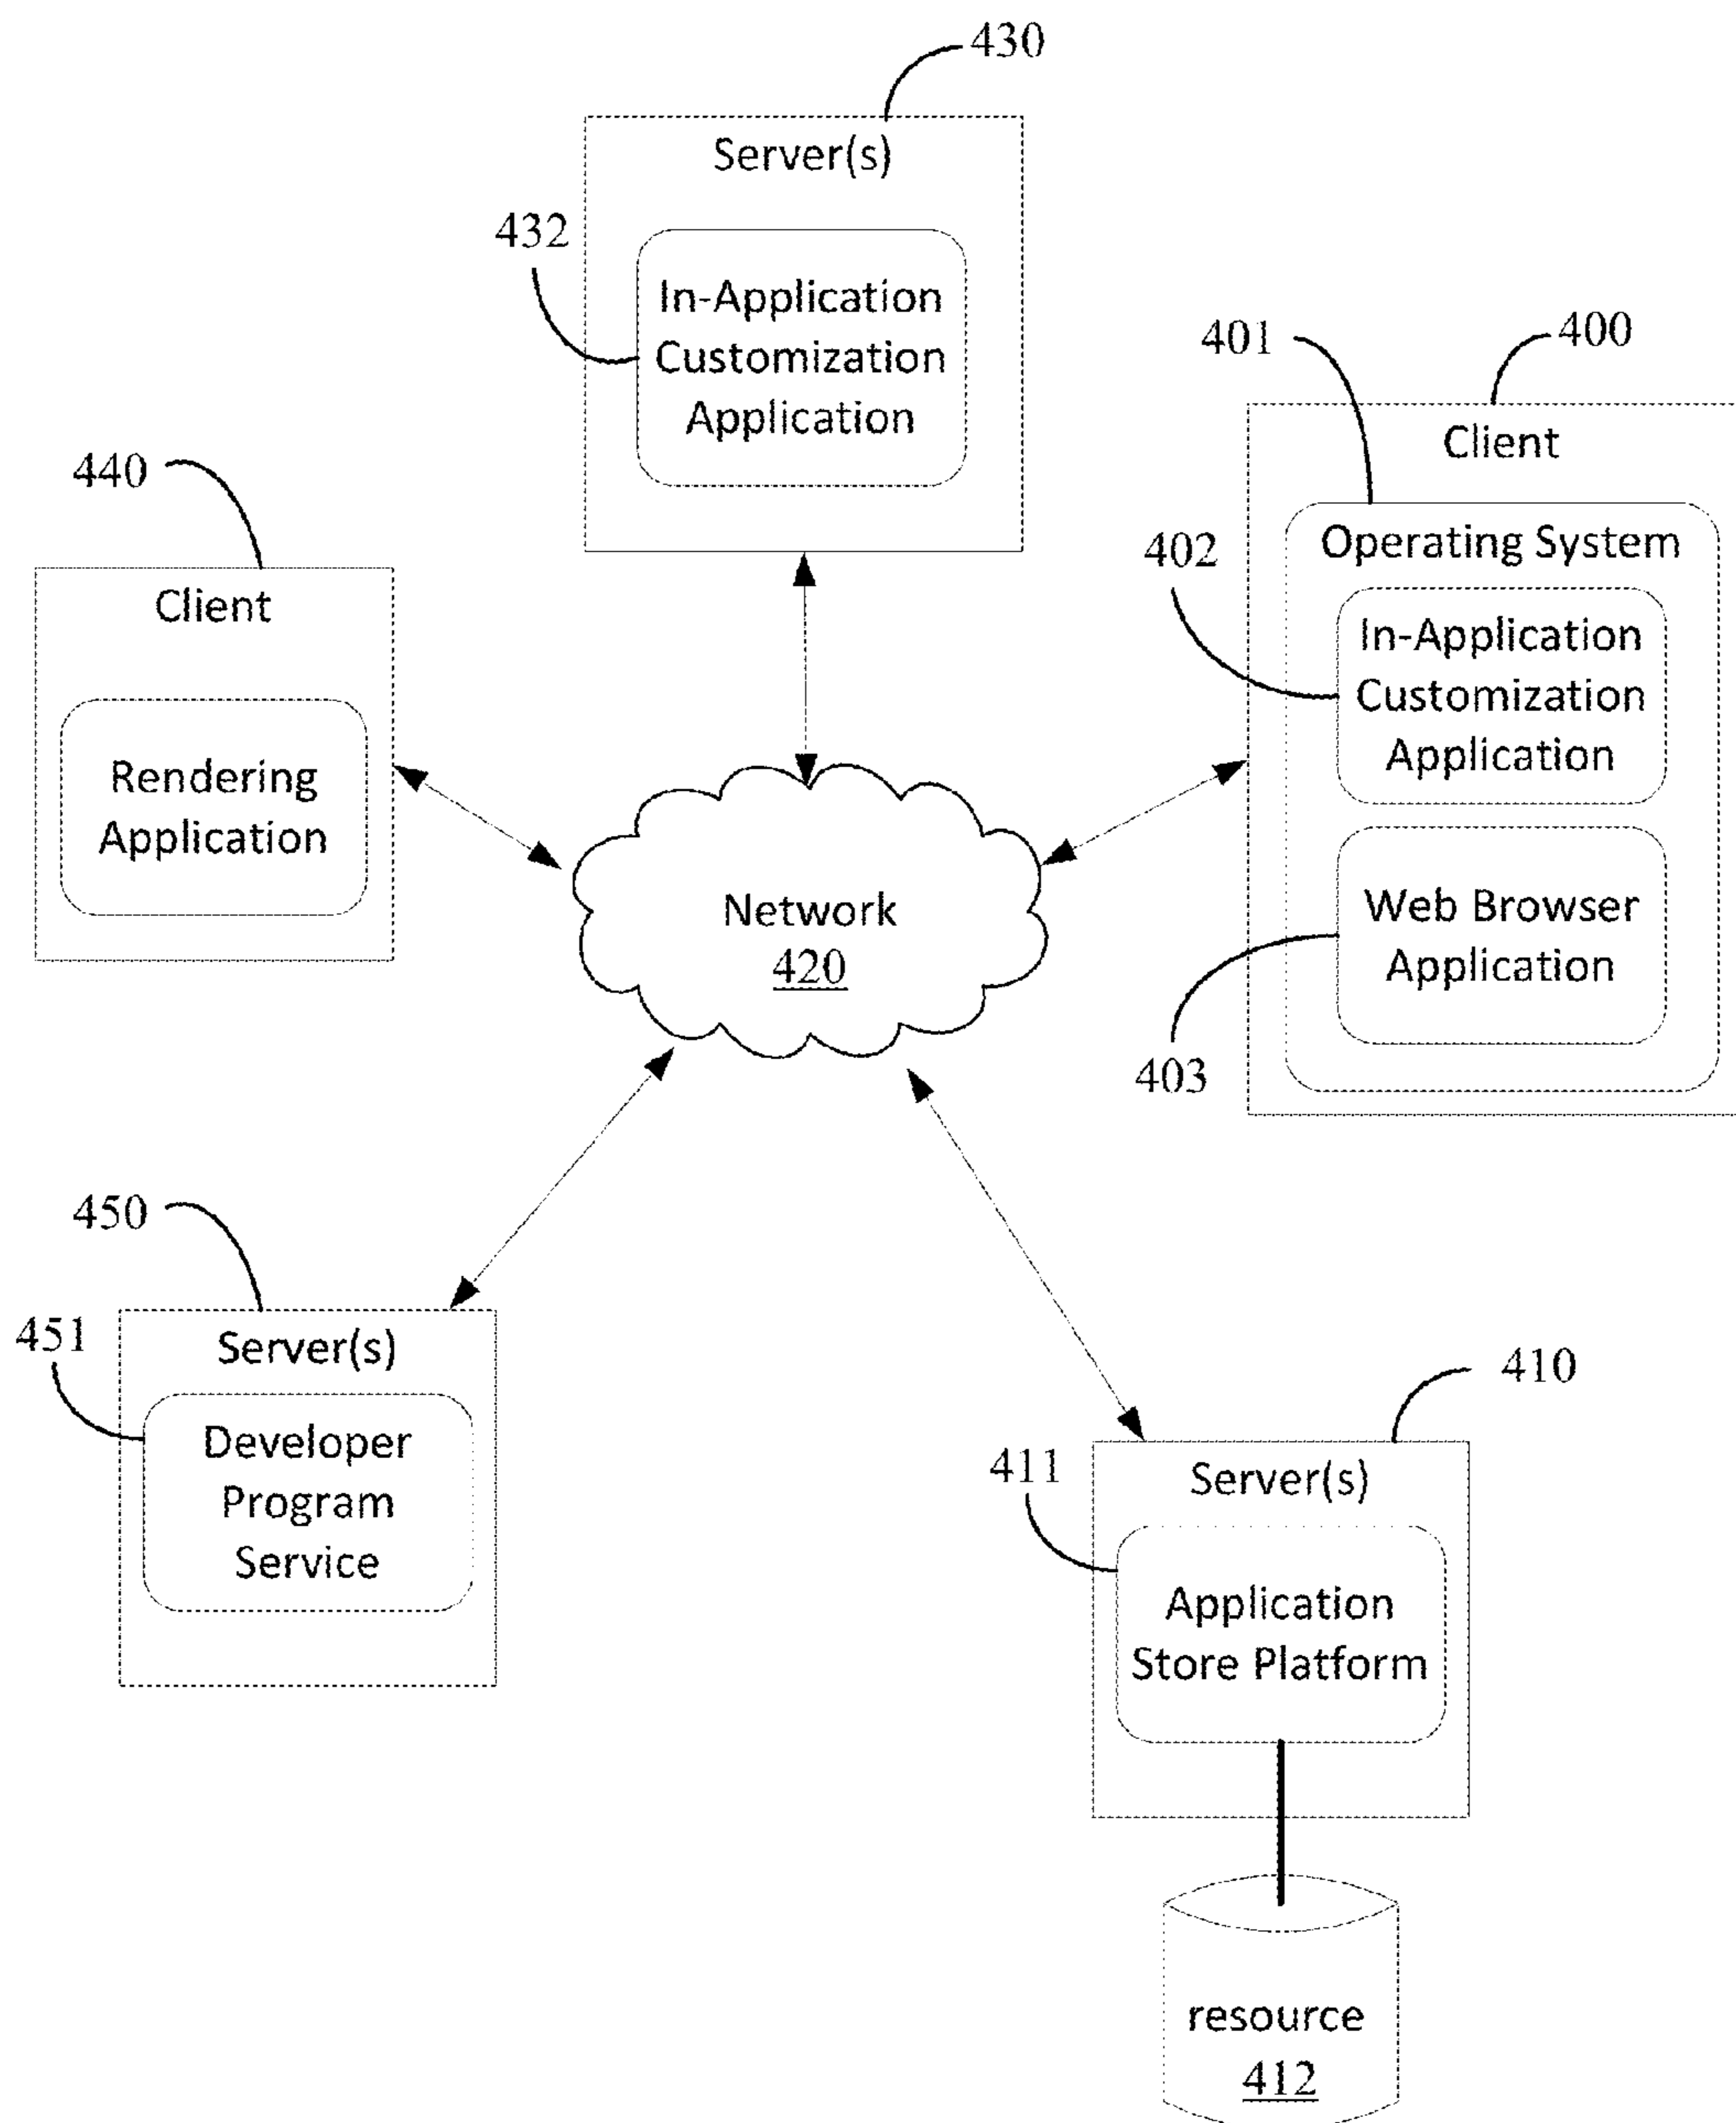 430
Server(s)
432
In-Application
Customization
Application
401
400
Client
Operating System
402
In-Application
Customization
Application
Web Browser
Application
403
440
Client
Rendering
Application
Network
420
450
451
Server(s)
Developer
Program
Service
410
411
Server(s)
Application
Store Platform
resource
412